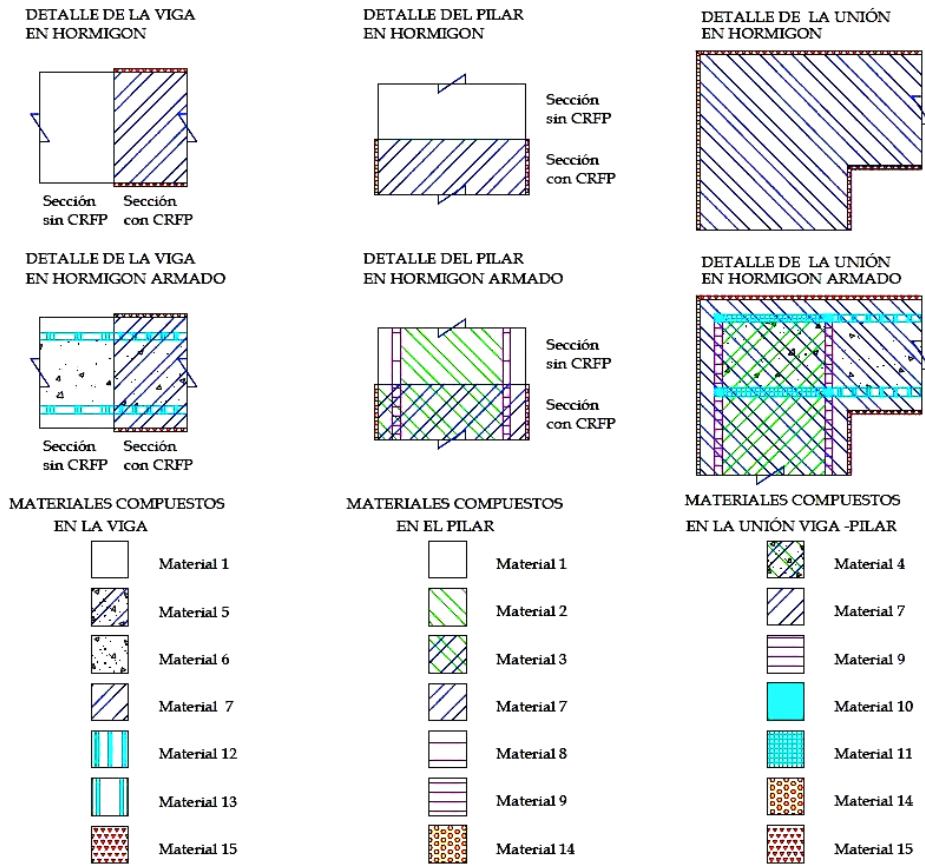 DETALLE DE LA VIGA
EN HORMIGON
Sección
sin CRFP
Sección
con CRFP
DETALLE DEL PILAR
EN HORMIGON
Sección
sin CRFP
Sección
con CRFP
DETALLE DE LA UNIÓN
EN HORMIGON
DETALLE DE LA VIGA
EN HORMIGON ARMADO
Sección
sin CRFP
Sección
con CRFP
DETALLE DEL PILAR
EN HORMIGON ARMADO
Sección
sin CRFP
Sección
con CRFP
DETALLE DE LA UNIÓN
EN HORMIGON ARMADO
MATERIALES COMPUESTOS
EN LA VIGA
Material 1
Material 5
Material 6
Material 7
Material 12
Material 13
Material 15
MATERIALES COMPUESTOS
EN EL PILAR
Material 1
Material 2
Material 3
Material 7
Material 8
Material 9
Material 14
MATERIALES COMPUESTOS
EN LA UNIÓN VIGA -PILAR
Material 4
Material 7
Material 9
Material 10
Material 11
Material 14
Material 15